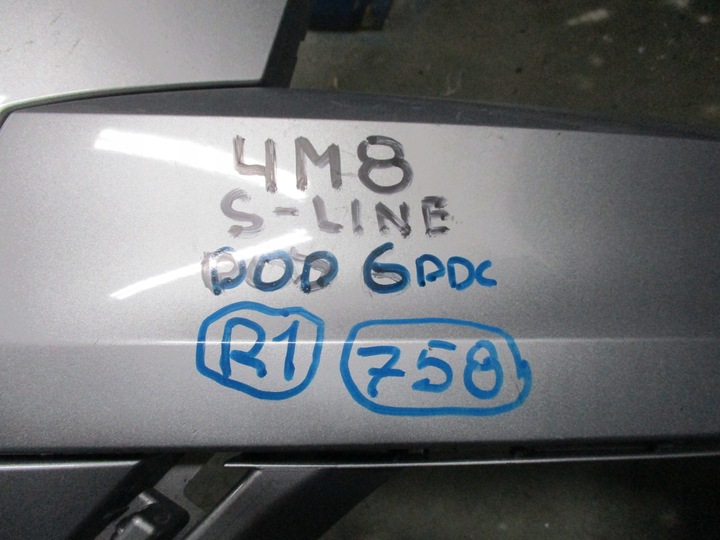 4M8
S-LINE
POD 6PDC
R1 758